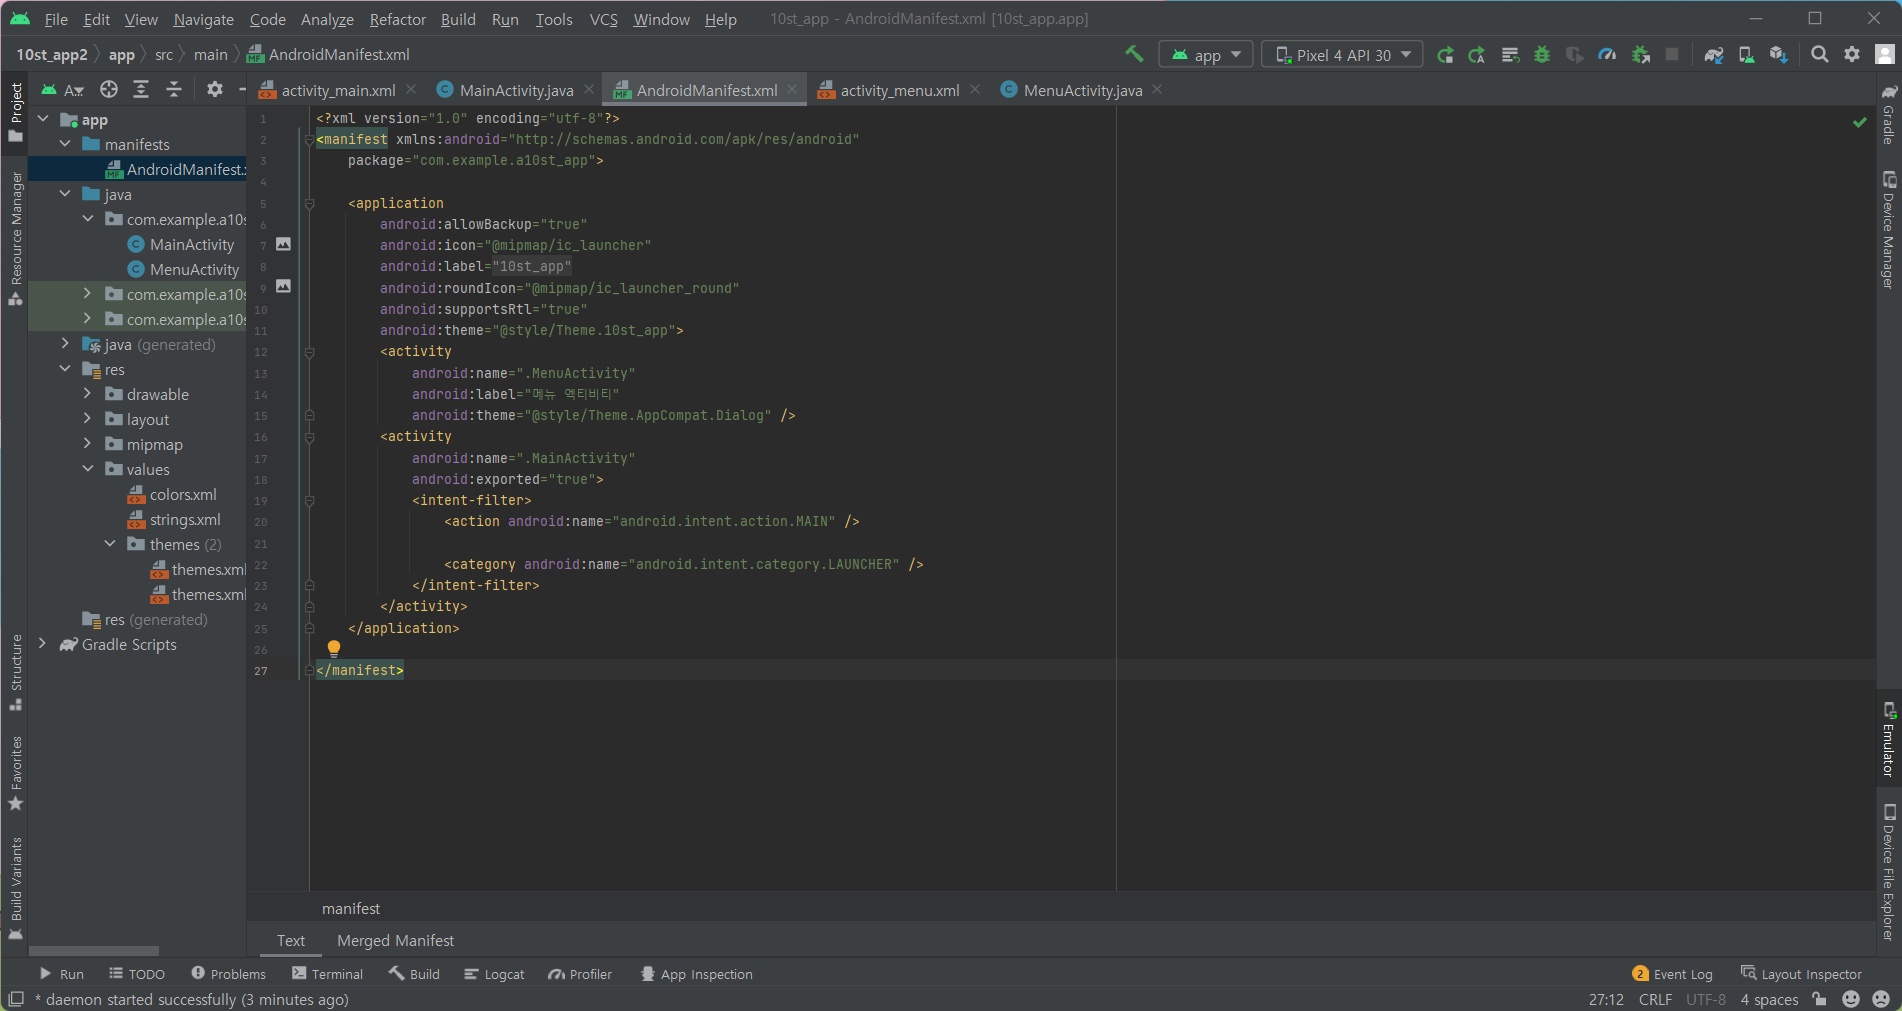 File Edit View Navigate Code Analyze Refactor Build Run Tools VCS Window Help 10st_app - AndroidManifest.xml [10st_app.app]
10st_app2 app src main AndroidManifest.xml app Pixel 4 API 30
A... activity_main.xml MainActivity.java AndroidManifest.xml activity_menu.xml MenuActivity.java
Project
Resource Manager
Structure
Favorites
Build Variants
app
manifests
AndroidManifest.
java
com.example.a10
MainActivity
MenuActivity
com.example.a10
com.example.a10
java (generated)
res
drawable
layout
mipmap
values
colors.xml
strings.xml
themes (2)
themes.xml
themes.xml
res (generated)
Gradle Scripts
1 <?xml version="1.0" encoding="utf-8"?>
2 <manifest xmlns:android="http://schemas.android.com/apk/res/android"
3 package="com.example.a10st_app">
4
5 <application
6 android:allowBackup="true"
7 android:icon="@mipmap/ic_launcher"
8 android:label="10st_app"
9 android:roundIcon="@mipmap/ic_launcher_round"
10 android:supportsRtl="true"
11 android:theme="@style/Theme.10st_app">
12 <activity
13 android:name=".MenuActivity"
14 android:label="메뉴 엑티비티"
15 android:theme="@style/Theme.AppCompat.Dialog" />
16 <activity
17 android:name=".MainActivity"
18 android:exported="true">
19 <intent-filter>
20 <action android:name="android.intent.action.MAIN" />
21
22 <category android:name="android.intent.category.LAUNCHER" />
23 </intent-filter>
24 </activity>
25 </application>
26
27 </manifest>
Gradle
Device Manager
Emulator
Device File Explorer
manifest
Text Merged Manifest
Run TODO Problems Terminal Build Logcat Profiler App Inspection 2 Event Log Layout Inspector
* daemon started successfully (3 minutes ago) 27:12 CRLF UTF-8 4 spaces